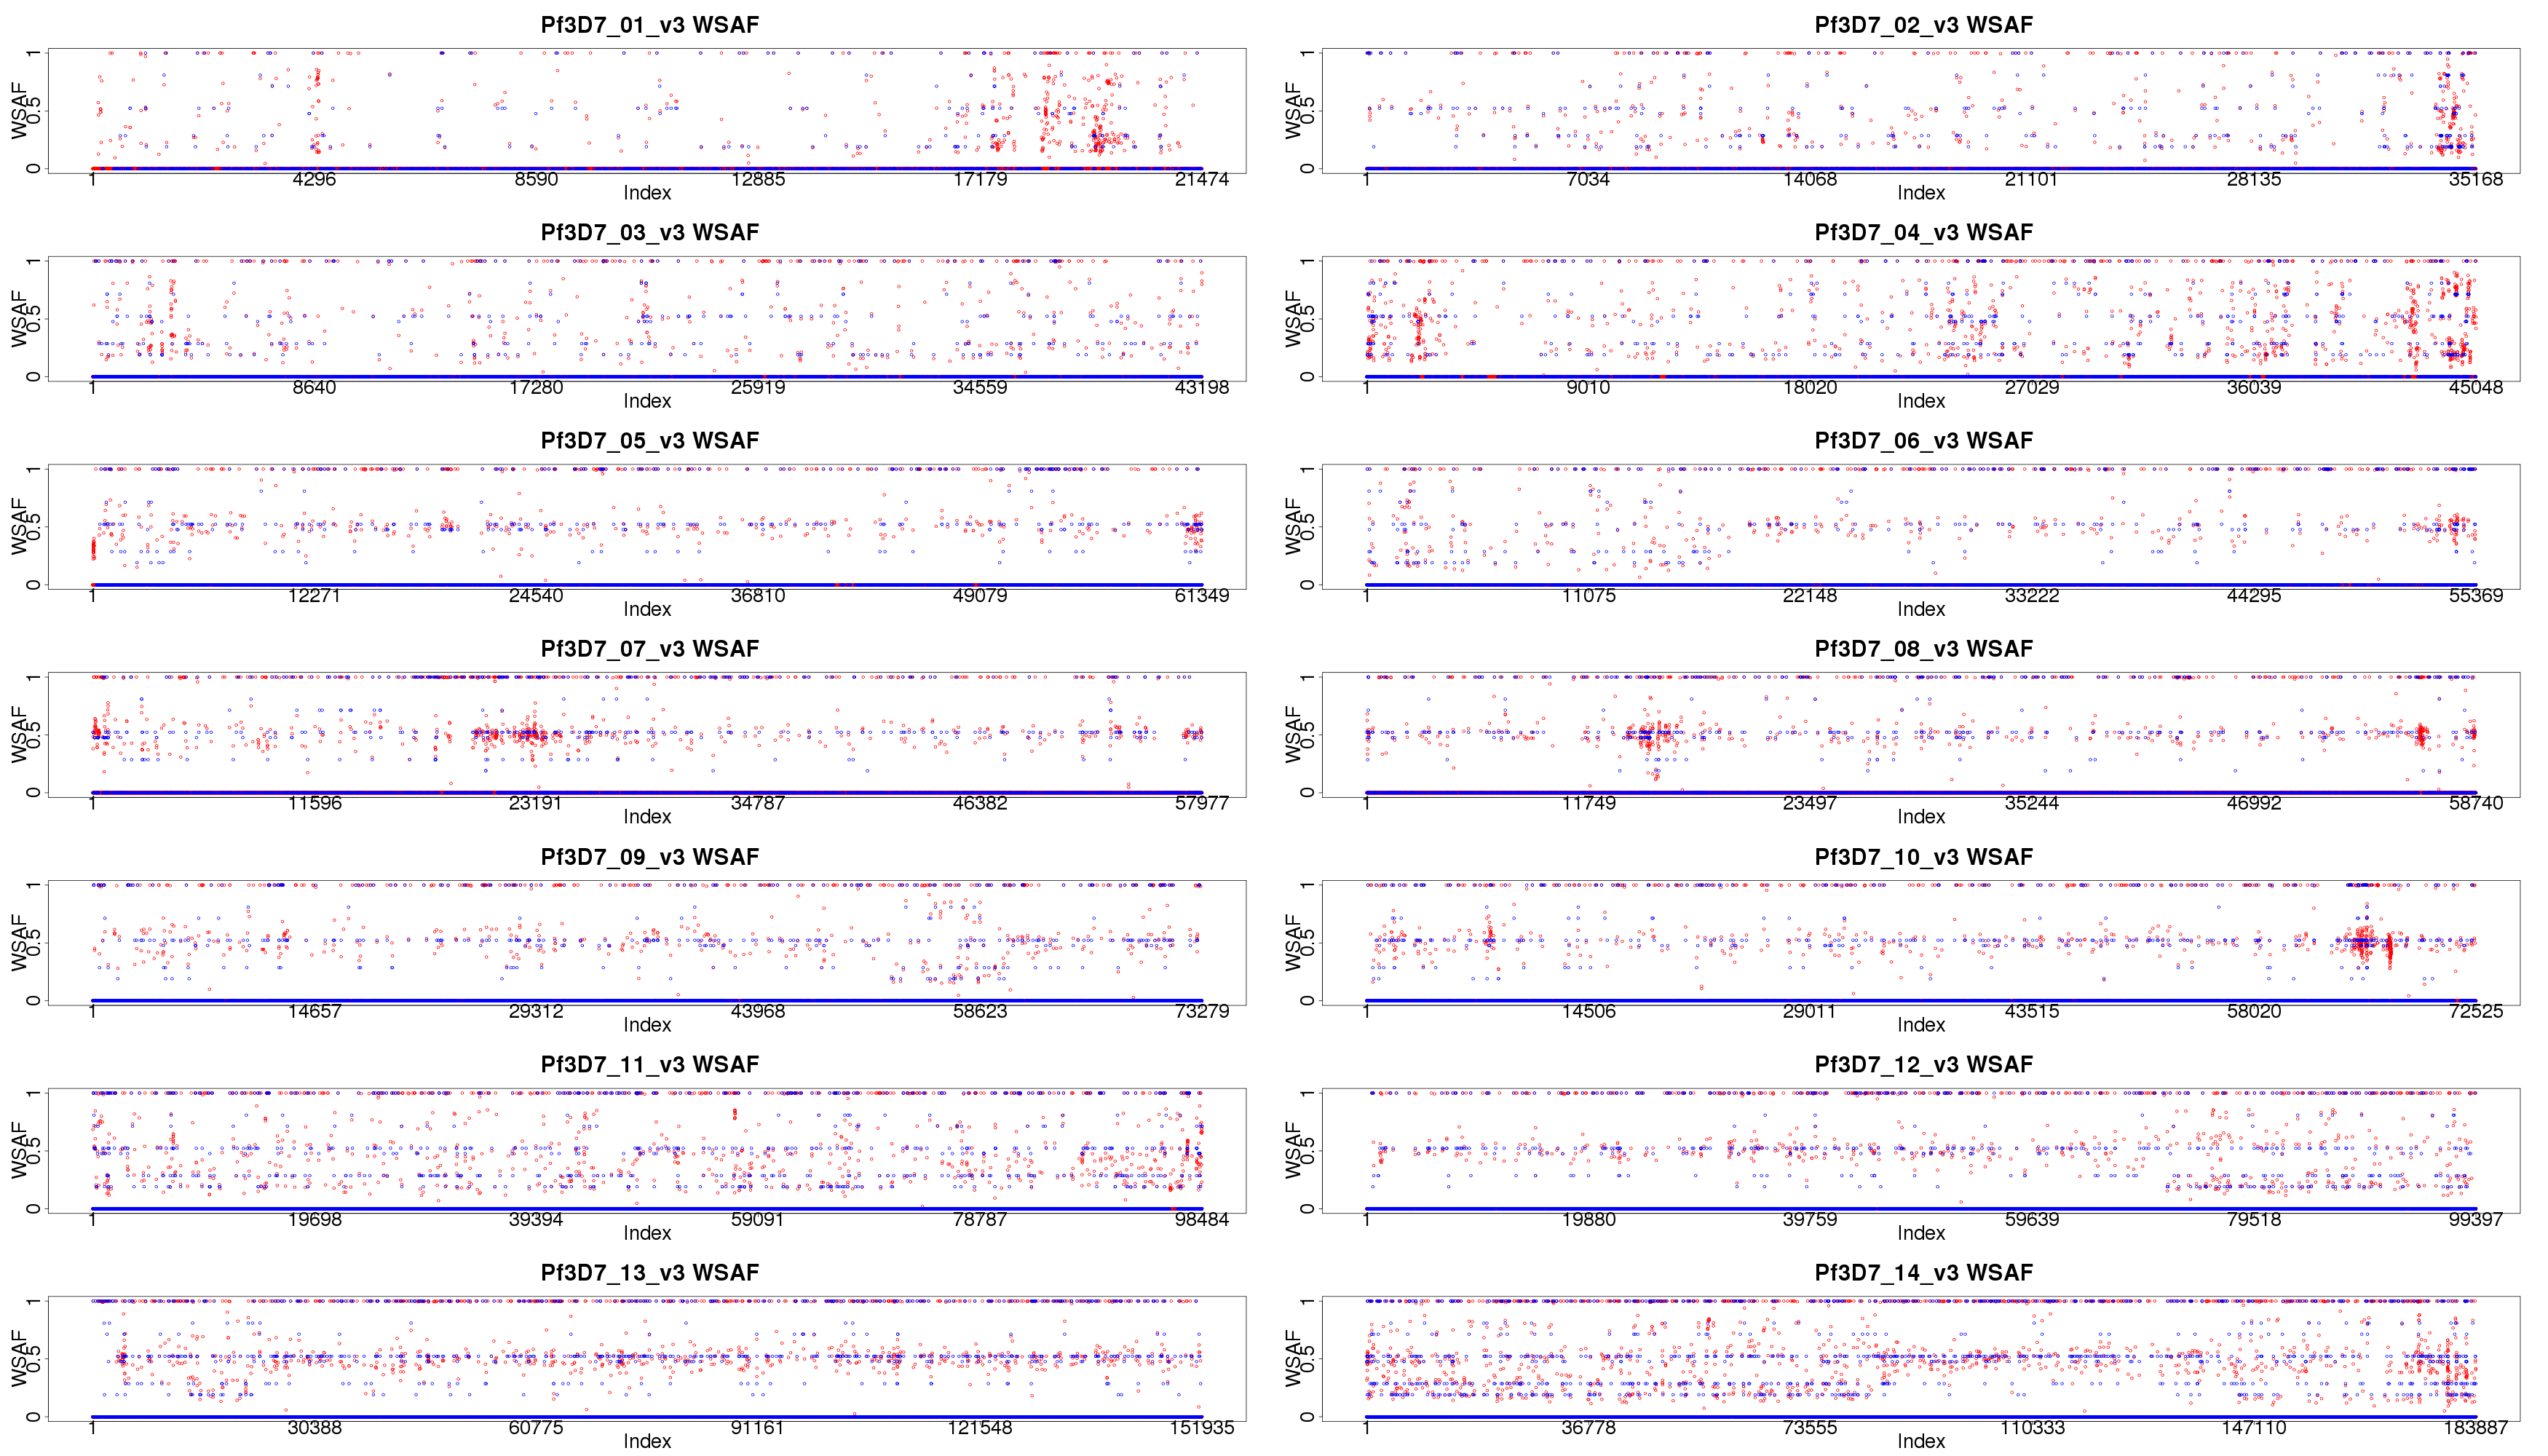 Pf3D7_01_v3 WSAF
WSAF
0 0.5 1
1 4296 8590 12885 17179 21474
Index
Pf3D7_02_v3 WSAF
WSAF
0 0.5 1
1 7034 14068 21101 28135 35168
Index
Pf3D7_03_v3 WSAF
WSAF
0 0.5 1
1 8640 17280 25919 34559 43198
Index
Pf3D7_04_v3 WSAF
WSAF
0 0.5 1
1 9010 18020 27029 36039 45048
Index
Pf3D7_05_v3 WSAF
WSAF
0 0.5 1
1 12271 24540 36810 49079 61349
Index
Pf3D7_06_v3 WSAF
WSAF
0 0.5 1
1 11075 22148 33222 44295 55369
Index
Pf3D7_07_v3 WSAF
WSAF
0 0.5 1
1 11596 23191 34787 46382 57977
Index
Pf3D7_08_v3 WSAF
WSAF
0 0.5 1
1 11749 23497 35244 46992 58740
Index
Pf3D7_09_v3 WSAF
WSAF
0 0.5 1
1 14657 29312 43968 58623 73279
Index
Pf3D7_10_v3 WSAF
WSAF
0 0.5 1
1 14506 29011 43515 58020 72525
Index
Pf3D7_11_v3 WSAF
WSAF
0 0.5 1
1 19698 39394 59091 78787 98484
Index
Pf3D7_12_v3 WSAF
WSAF
0 0.5 1
1 19880 39759 59639 79518 99397
Index
Pf3D7_13_v3 WSAF
WSAF
0 0.5 1
1 30388 60775 91161 121548 151935
Index
Pf3D7_14_v3 WSAF
WSAF
0 0.5 1
1 36778 73555 110333 147110 183887
Index